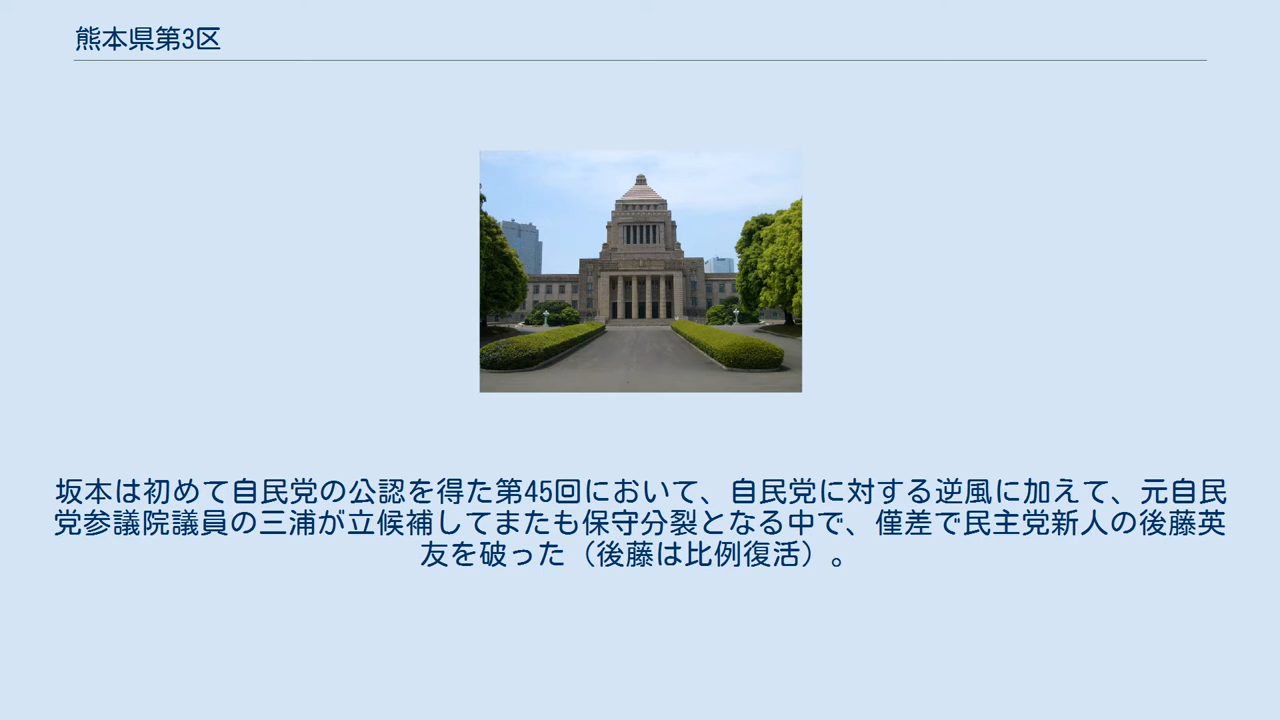 熊本県第3区
坂本は初めて自民党の公認を得た第45回において、自民党に対する逆風に加えて、元自民
党参議院議員の三浦が立候補してまたも保守分裂となる中で、僅差で民主党新人の後藤英
友を破った（後藤は比例復活）。